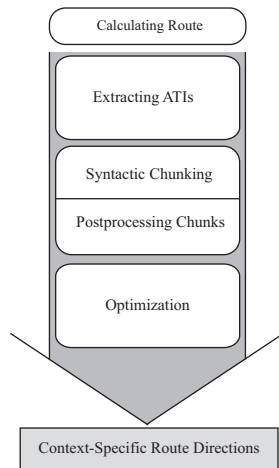 Calculating Route
Extracting ATIs
Syntactic Chunking
Postprocessing Chunks
Optimization
Context-Specific Route Directions